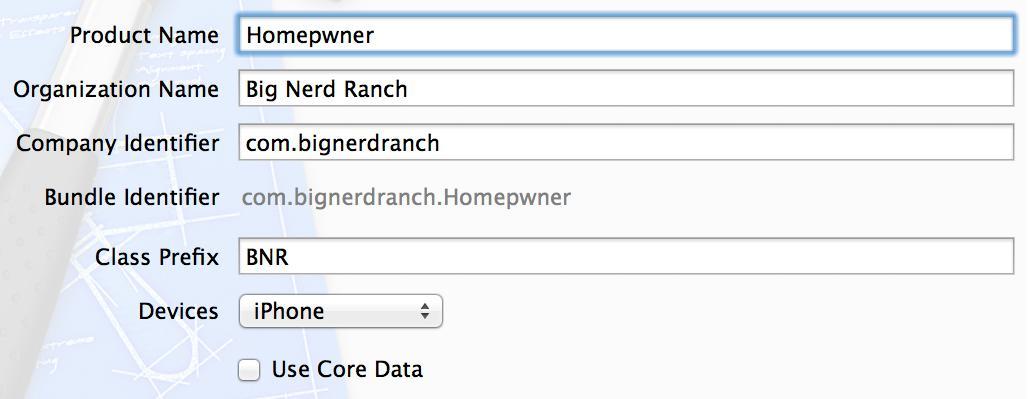 Product Name Homepwner
Organization Name Big Nerd Ranch
Company Identifier com.bignerdranch
Bundle Identifier com.bignerdranch.Homepwner
Class Prefix BNR
Devices iPhone
Use Core Data